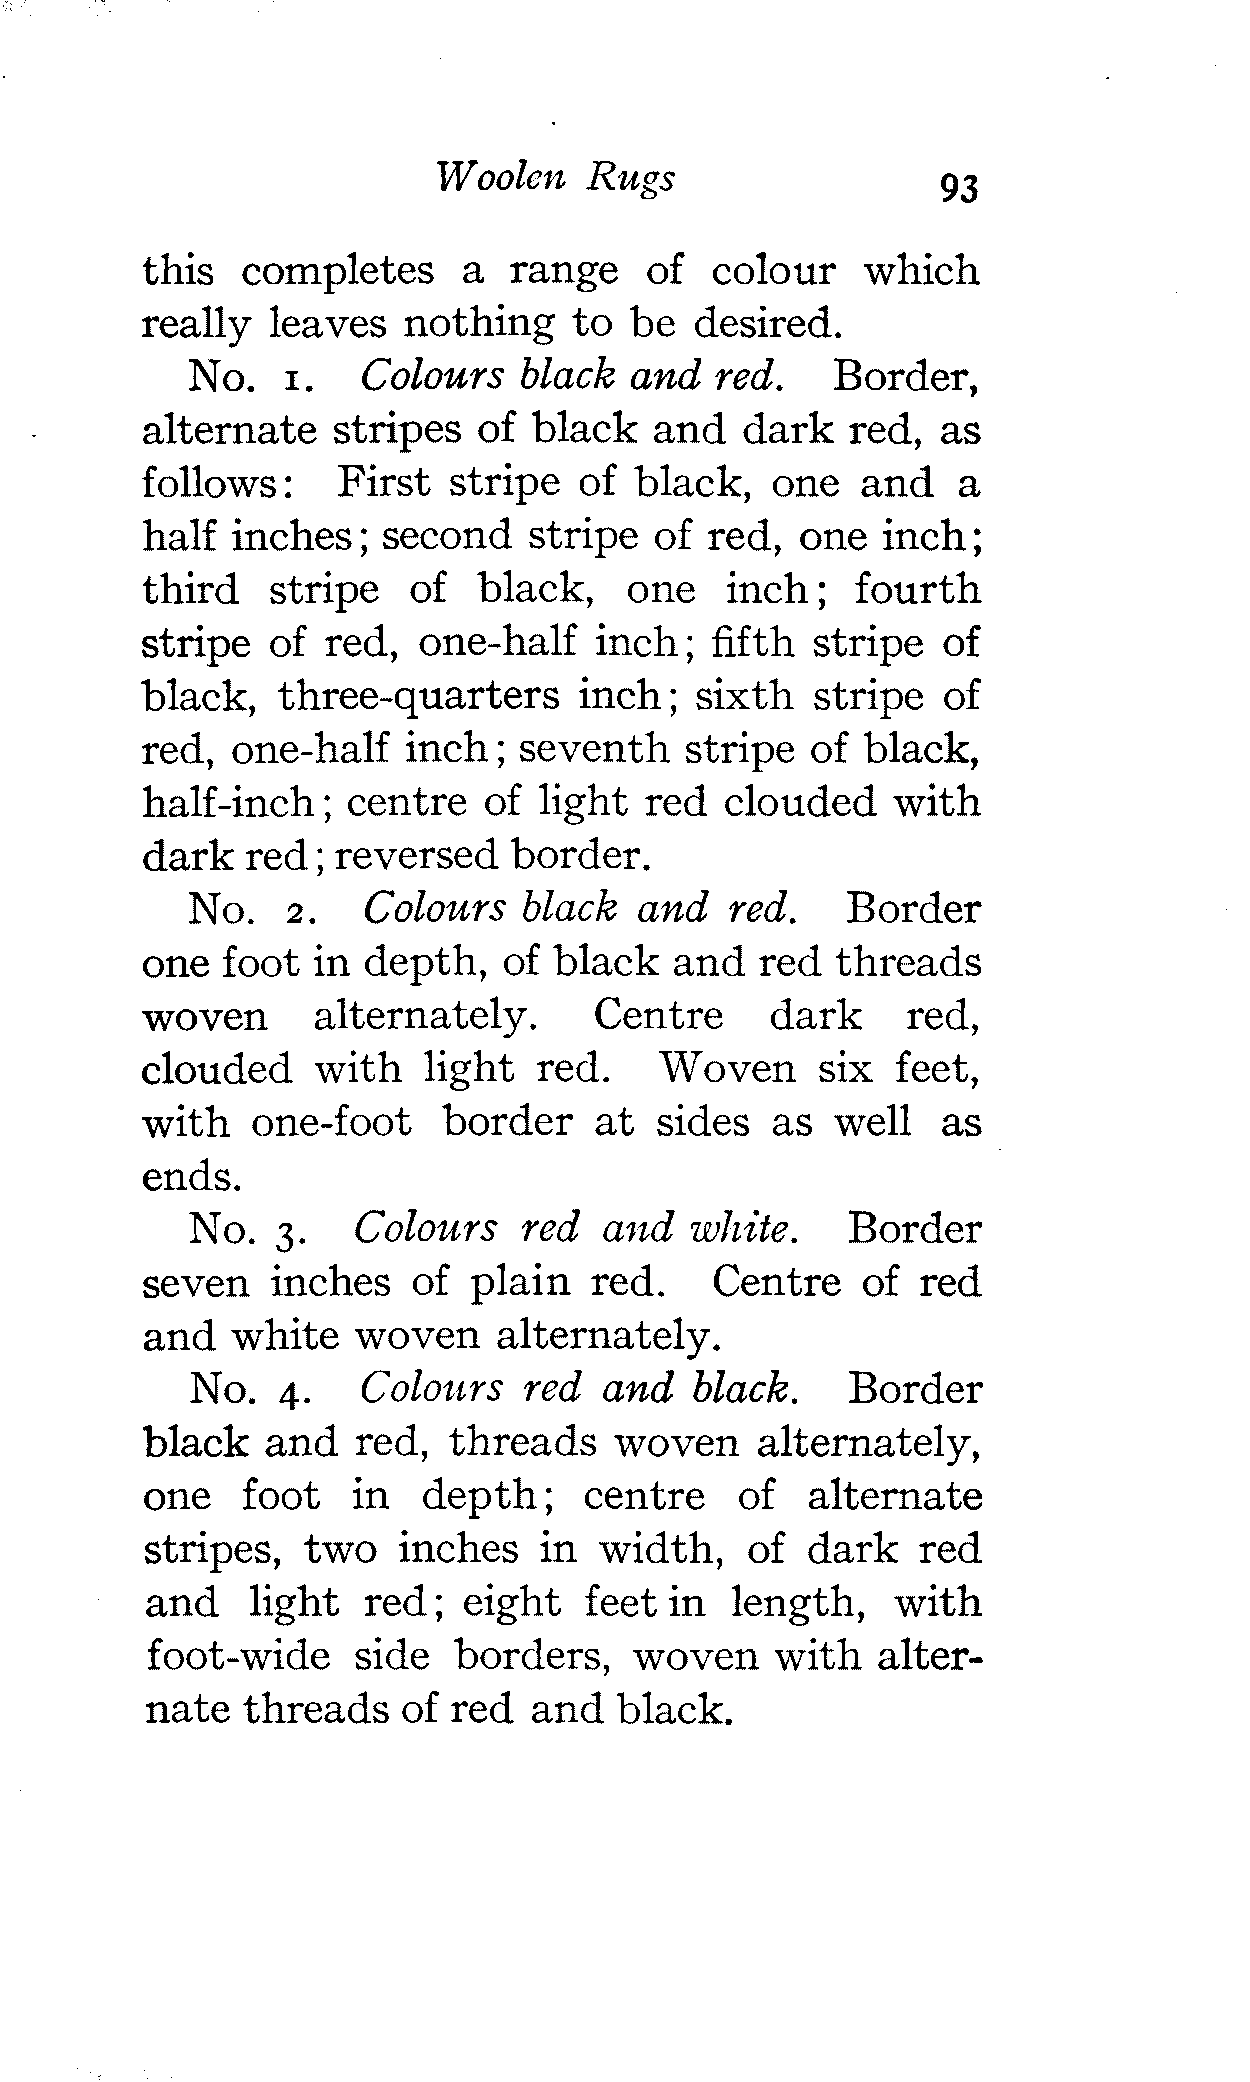 Woolen Rugs 93
this completes a range of colour which
really leaves nothing to be desired.
No. 1. Colours black and red. Border,
alternate stripes of black and dark red, as
follows: First stripe of black, one and a
half inches; second stripe of red, one inch;
third stripe of black, one inch; fourth
stripe of red, one-half inch; fifth stripe of
black, three-quarters inch; sixth stripe of
red, one-half inch; seventh stripe of black,
half-inch; centre of light red clouded with
dark red; reversed border.
No. 2. Colours black and red. Border
one foot in depth, of black and red threads
woven alternately. Centre dark red,
clouded with light red. Woven six feet,
with one-foot border at sides as well as
ends.
No. 3. Colours red and white. Border
seven inches of plain red. Centre of red
and white woven alternately.
No. 4. Colours red and black. Border
black and red, threads woven alternately,
one foot in depth; centre of alternate
stripes, two inches in width, of dark red
and light red; eight feet in length, with
foot-wide side borders, woven with alter-
nate threads of red and black.